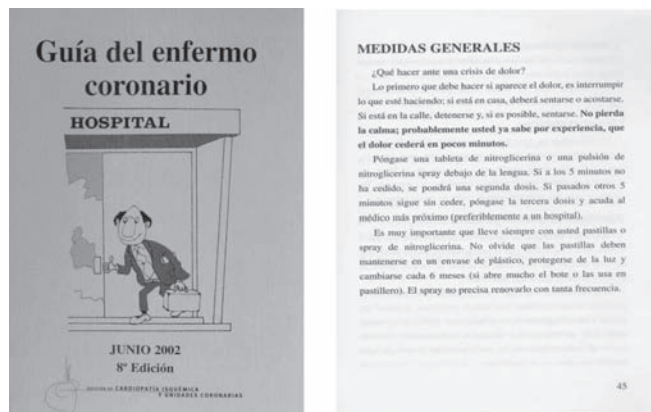 Guía del enfermo
coronario
HOSPITAL
JUNIO 2002
8ª Edición
SECCIÓN DE CARDIOPATÍA ISQUÉMICA
Y UNIDADES CORONARIAS
MEDIDAS GENERALES
¿Qué hacer ante una crisis de dolor?
Lo primero que debe hacer si aparece el dolor, es interrumpir
lo que esté haciendo; si está en casa, deberá sentarse o acostarse.
Si está en la calle, detenerse y, si es posible, sentarse. No pierda
la calma; probablemente usted ya sabe por experiencia, que
el dolor cederá en pocos minutos.
Póngase una tableta de nitroglicerina o una pulsión de
nitroglicerina spray debajo de la lengua. Si a los 5 minutos no
ha cedido, se pondrá una segunda dosis. Si pasados otros 5
minutos sigue sin ceder, póngase la tercera dosis y acuda al
médico más próximo (preferiblemente a un hospital).
Es muy importante que lleve siempre con usted pastillas o
spray de nitroglicerina. No olvide que las pastillas deben
mantenerse en un envase de plástico, protegerse de la luz y
cambiarse cada 6 meses (si abre mucho el bote o las usa en
pastillero). El spray no precisa renovarlo con tanta frecuencia.
45